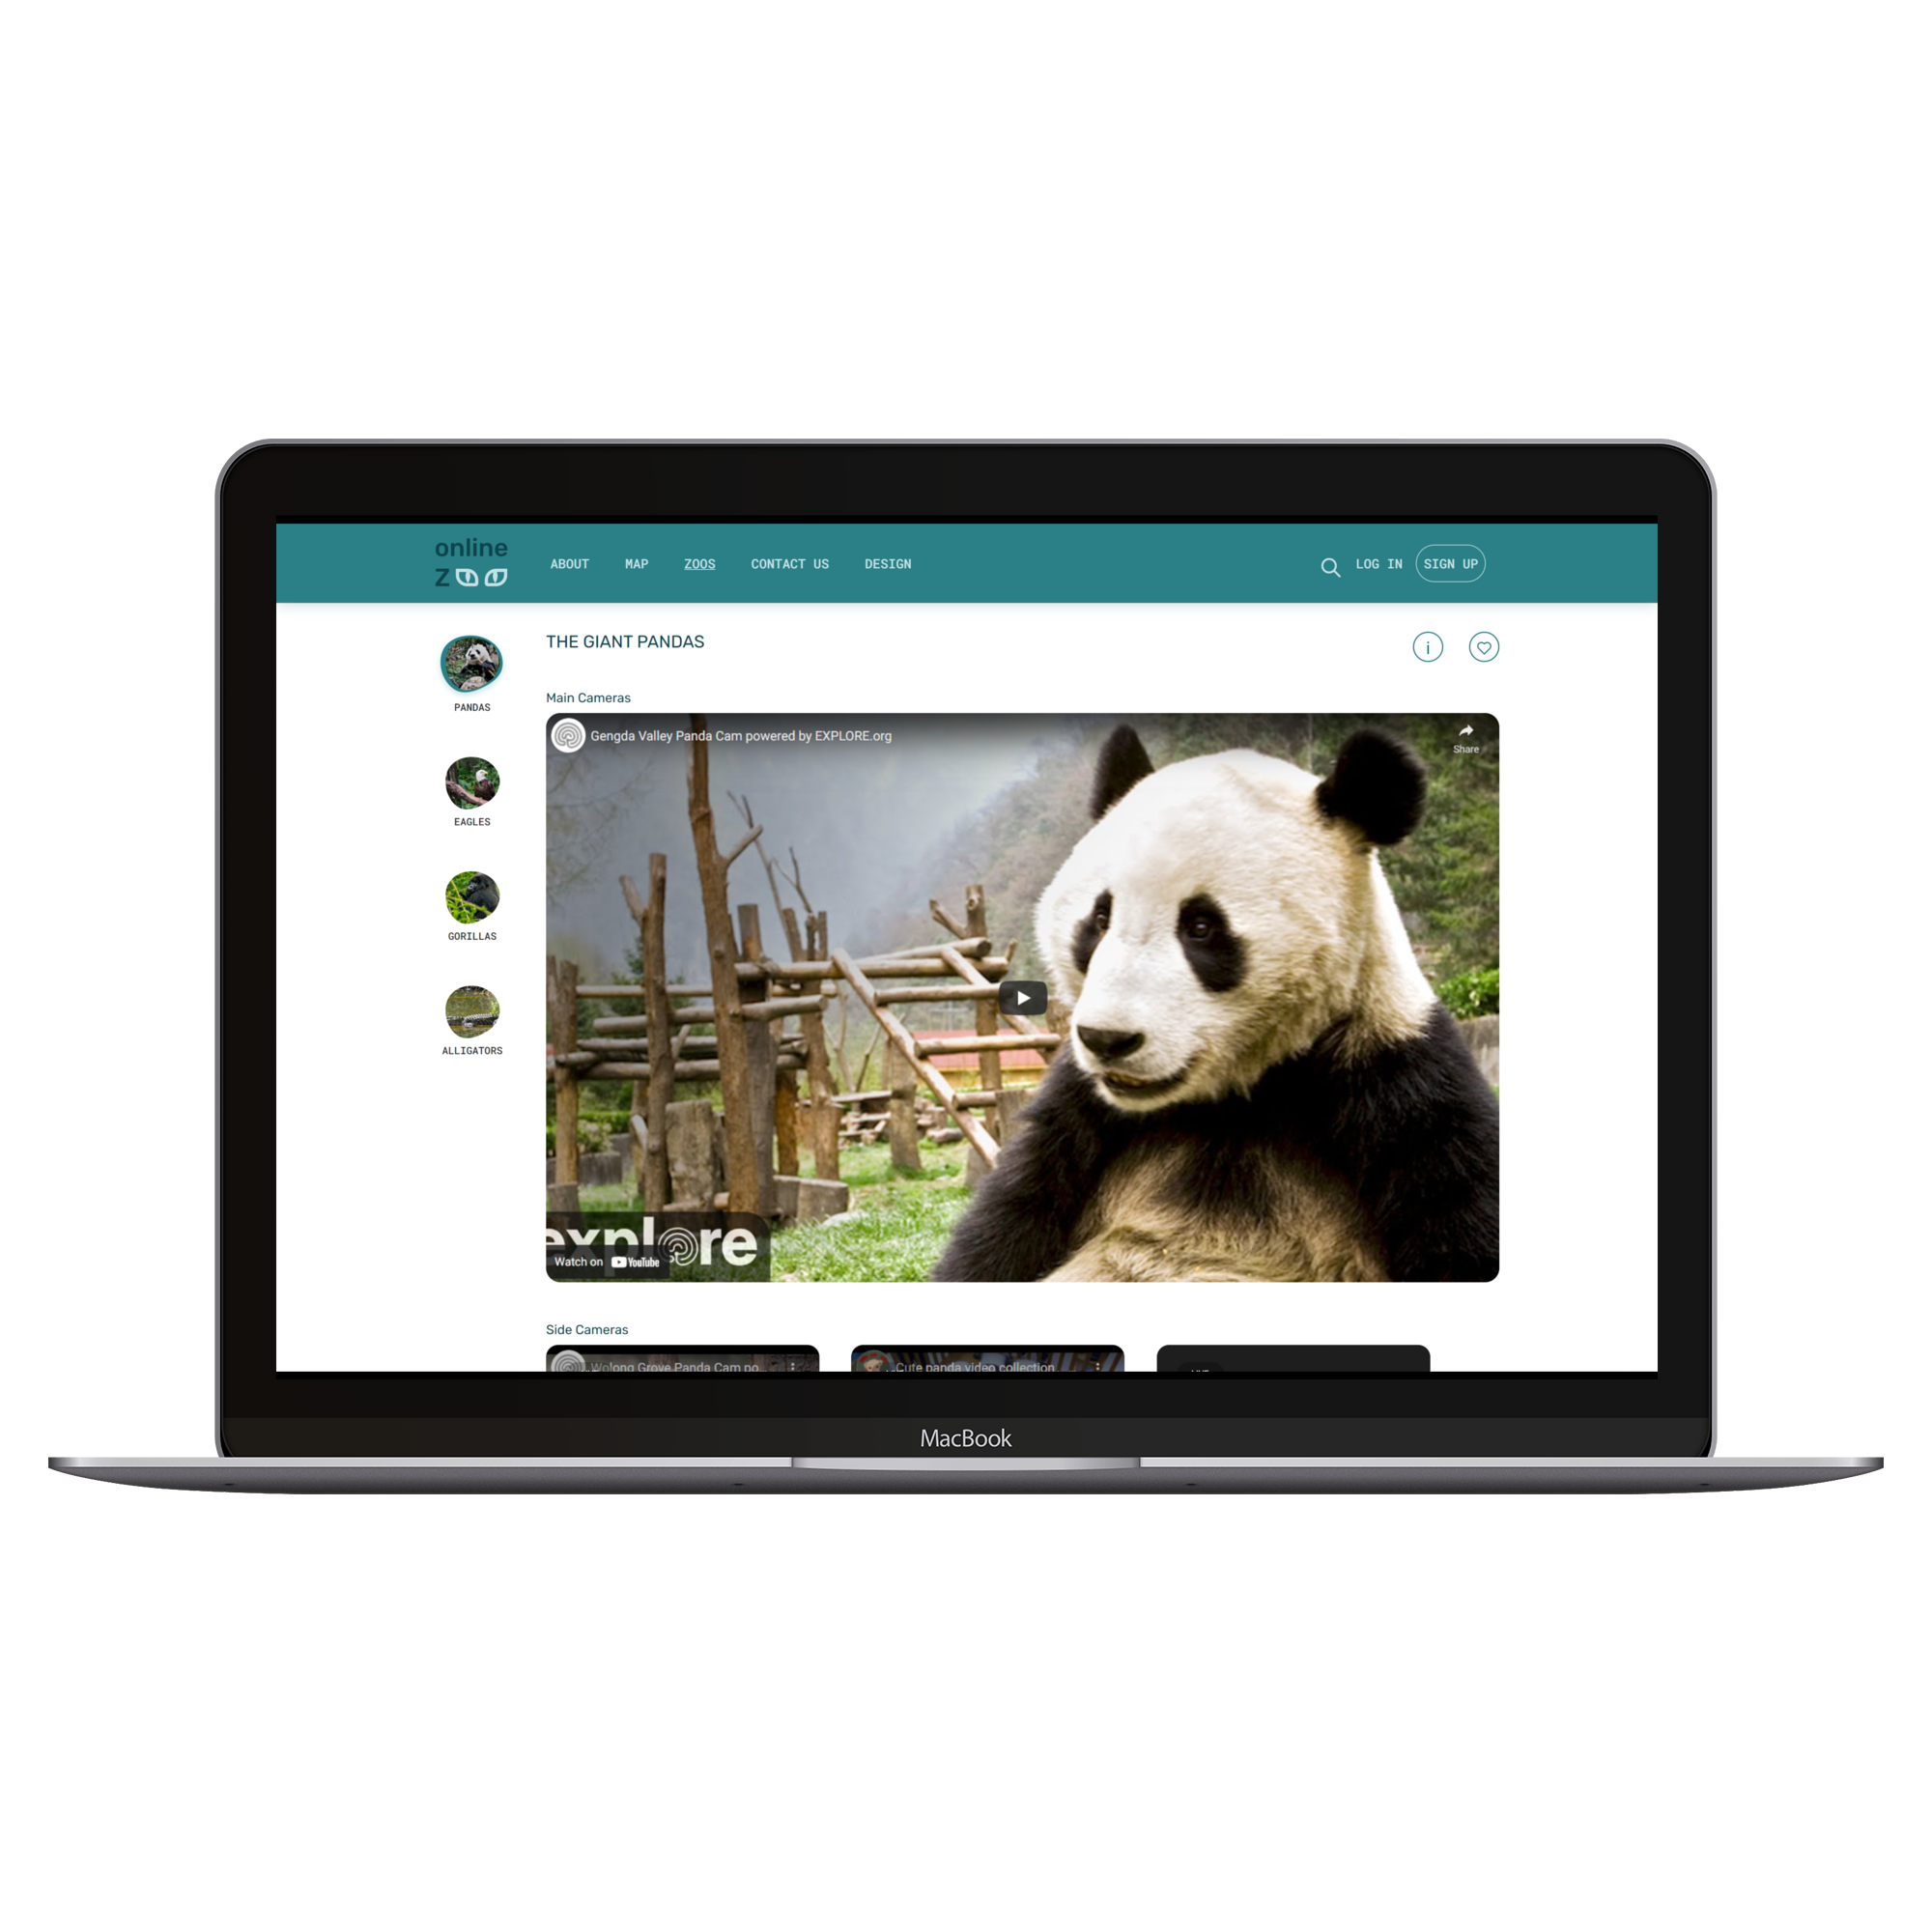 online
ZOO
ABOUT MAP ZOOS CONTACT US DESIGN
LOG IN SIGN UP
PANDAS
EAGLES
GORILLAS
ALLIGATORS
THE GIANT PANDAS
i
Main Cameras
Gengda Valley Panda Cam powered by EXPLORE.org
Share
explore
Watch on YouTube
Side Cameras
Wolong Grove Panda Cam po...
Cute panda video collection
MacBook